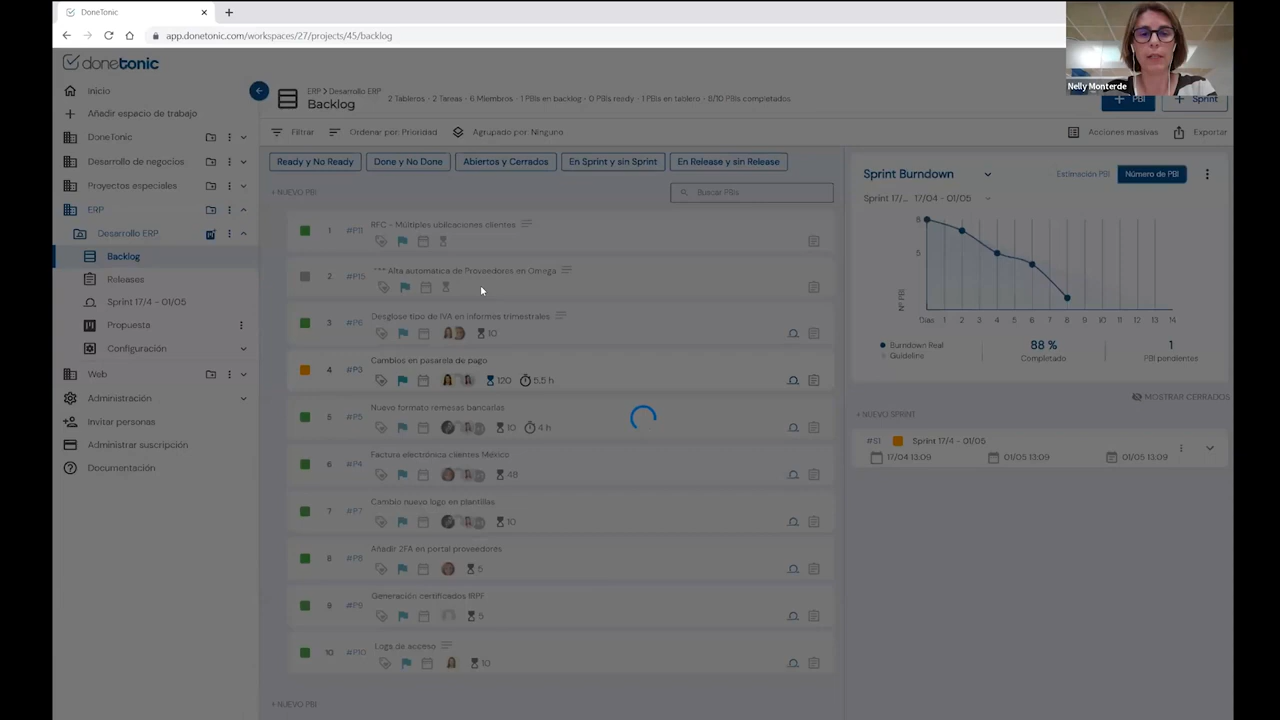 DoneTonic
app.donetonic.com/workspaces/27/projects/45/backlog
Nelly Monterde
donetonic
Inicio
Añadir espacio de trabajo
DoneTonic
Desarrollo de negocios
Proyectos especiales
ERP
Desarrollo ERP
Backlog
Releases
Sprint 17/4 - 01/05
Propuesta
Configuración
Web
Administración
Invitar personas
Administrar suscripción
Documentación
ERP > Desarrollo ERP
Backlog
2 Tableros · 2 Tareas · 6 Miembros · 1 PBIs en backlog · 0 PBIs ready · 1 PBIs en tablero · 8/10 PBIs completados
+ PBI
+ Sprint
Filtrar
Ordenar por Prioridad
Agrupado por Ninguno
Acciones masivas
Exportar
Ready y No Ready
Done y No Done
Abiertos y Cerrados
En Sprint y sin Sprint
En Release y sin Release
+ NUEVO PBI
Buscar PBIs
1 #P11 RFC - Múltiples ubicaciones clientes
2 #P15 *** Alta automática de Proveedores en Omega
3 #P6 Desglose tipo de IVA en informes trimestrales
10
4 #P3 Cambios en pasarela de pago
120 5.5 h
5 #P5 Nuevo formato remesas bancarias
10 4 h
6 #P4 Factura electrónica clientes México
48
7 #P7 Cambio nuevo logo en plantillas
10
8 #P8 Añadir 2FA en portal proveedores
5
9 #P9 Generación certificados IRPF
5
10 #P10 Logs de acceso
10
+ NUEVO PBI
Sprint Burndown
Estimación PBI
Número de PBI
Sprint 17/... 17/04 - 01/05
8
5
Nº PBI
Días 1 2 3 4 5 6 7 8 9 10 11 12 13 14
Burndown Real
Guideline
88 %
Completado
1
PBI pendientes
MOSTRAR CERRADOS
+ NUEVO SPRINT
#S1 Sprint 17/4 - 01/05
17/04 13:09 01/05 13:09 01/05 13:09